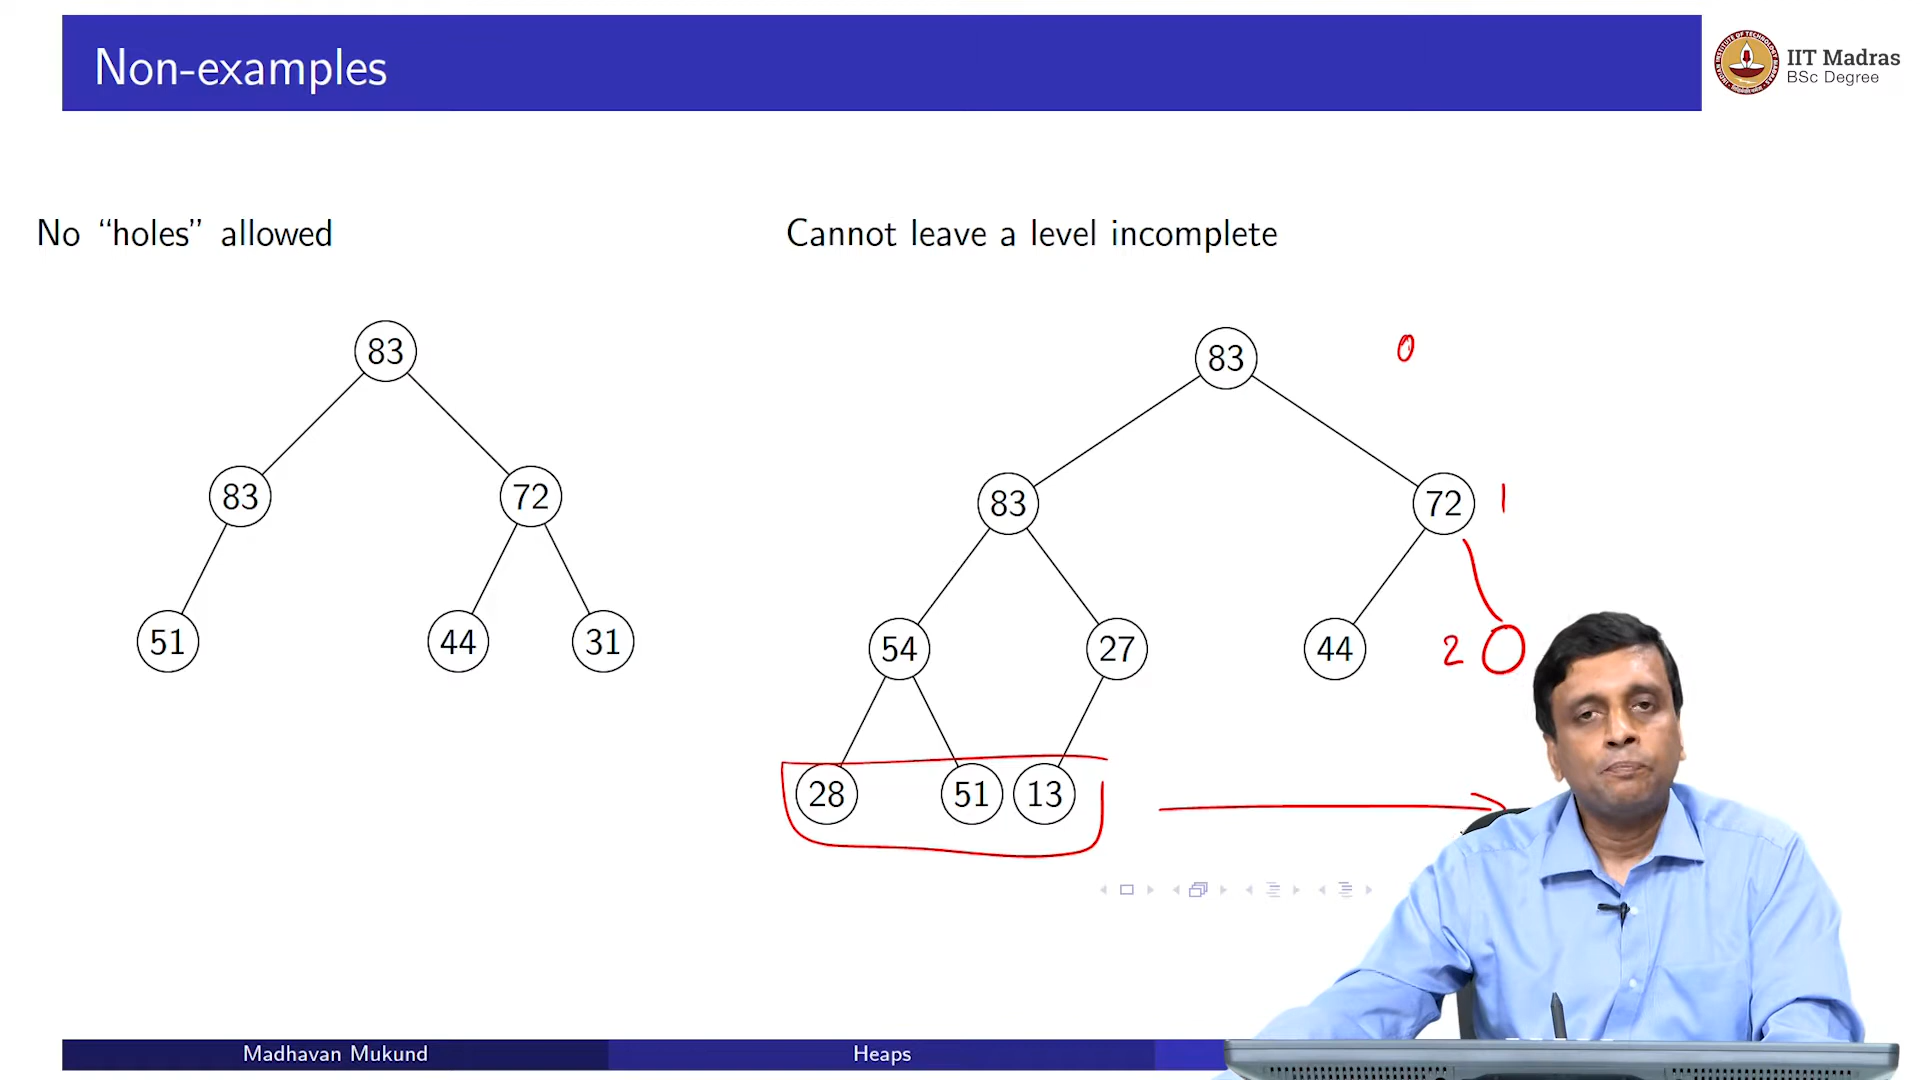 Non-examples
IIT Madras
BSc Degree
No “holes” allowed
Cannot leave a level incomplete
83
83 72
51 44 31
83 0
83 72 1
54 27 44 2
28 51 13
Madhavan Mukund
Heaps